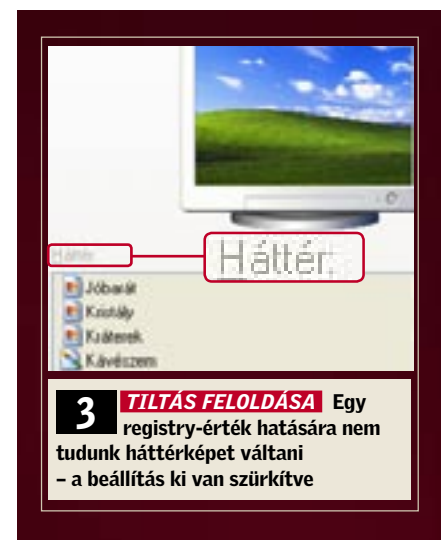 Háttér:
Háttér:
Jóbarát
Kristály
Kráterek
Kávészem
3 TILTÁS FELOLDÁSA Egy
registry-érték hatására nem
tudunk háttérképet váltani
– a beállítás ki van szürkítve